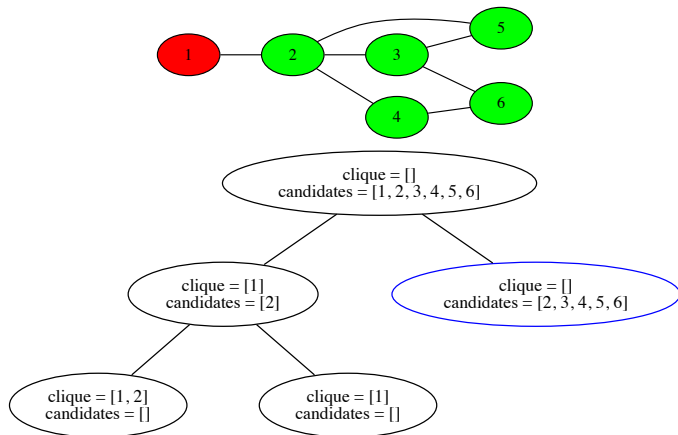 5
1
2
3
6
4
clique = []
candidates = [1, 2, 3, 4, 5, 6]
clique = [1]
candidates = [2]
clique = []
candidates = [2, 3, 4, 5, 6]
clique = [1, 2]
candidates = []
clique = [1]
candidates = []